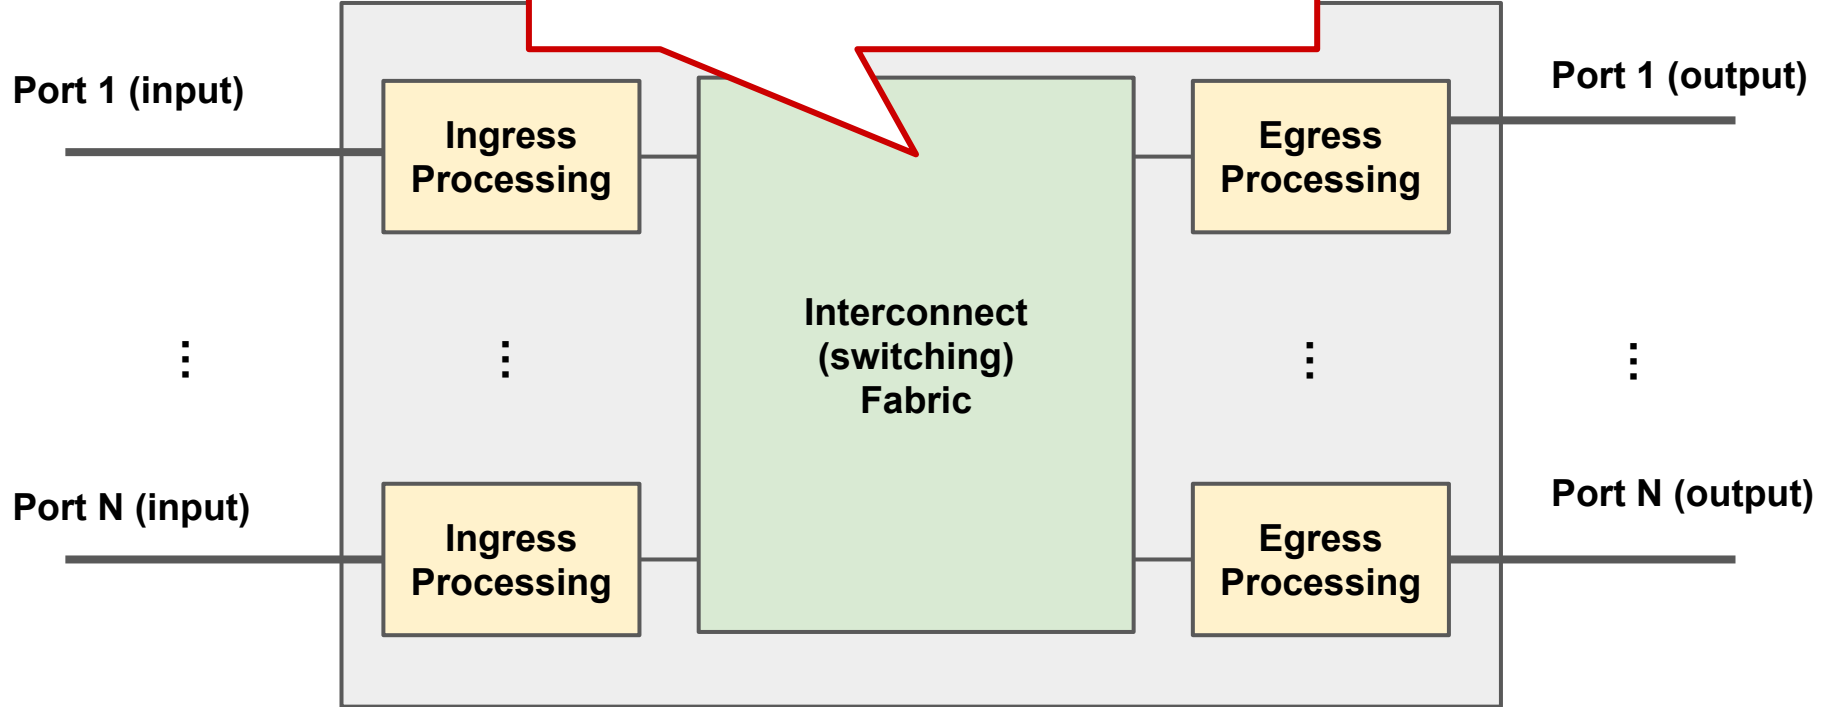 Port 1 (input)
Ingress
Processing
Egress
Processing
Port 1 (output)
⋮
⋮
Interconnect
(switching)
Fabric
⋮
⋮
Port N (input)
Ingress
Processing
Egress
Processing
Port N (output)